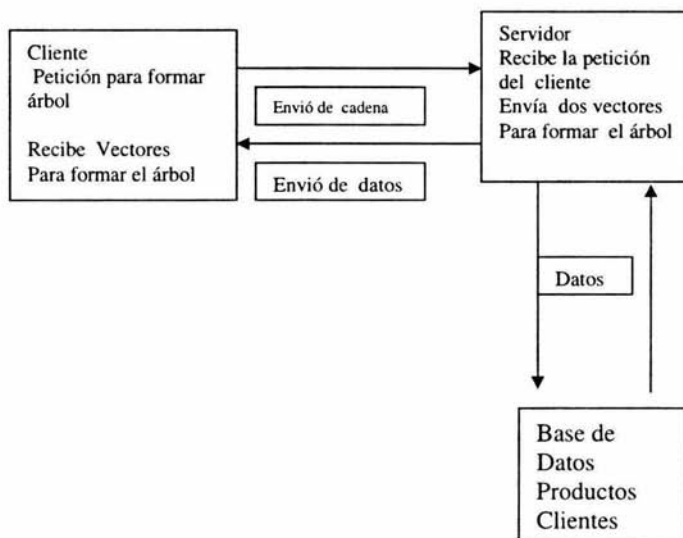 Cliente
Petición para formar
árbol
Recibe Vectores
Para formar el árbol
Envió de cadena
Envió de datos
Servidor
Recibe la petición
del cliente
Envía dos vectores
Para formar el árbol
Datos
Base de
Datos
Productos
Clientes